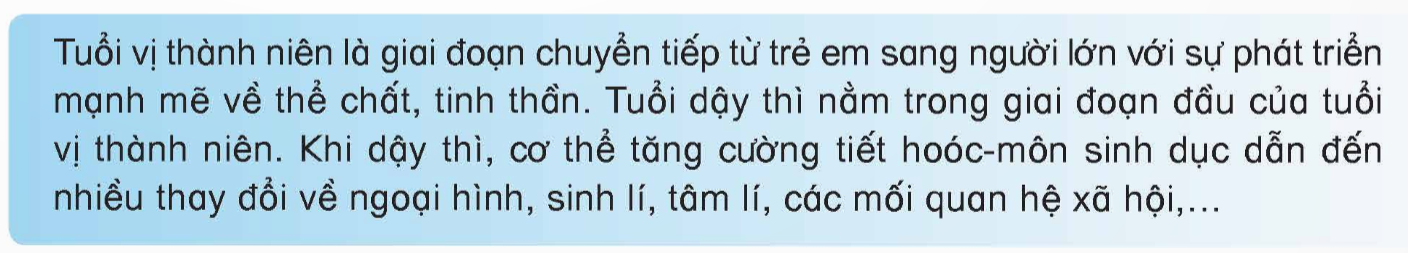 Tuổi vị thành niên là giai đoạn chuyển tiếp từ trẻ em sang người lớn với sự phát triển
mạnh mẽ về thể chất, tinh thần. Tuổi dậy thì nằm trong giai đoạn đầu của tuổi
vị thành niên. Khi dậy thì, cơ thể tăng cường tiết hoóc-môn sinh dục dẫn đến
nhiều thay đổi về ngoại hình, sinh lí, tâm lí, các mối quan hệ xã hội,...